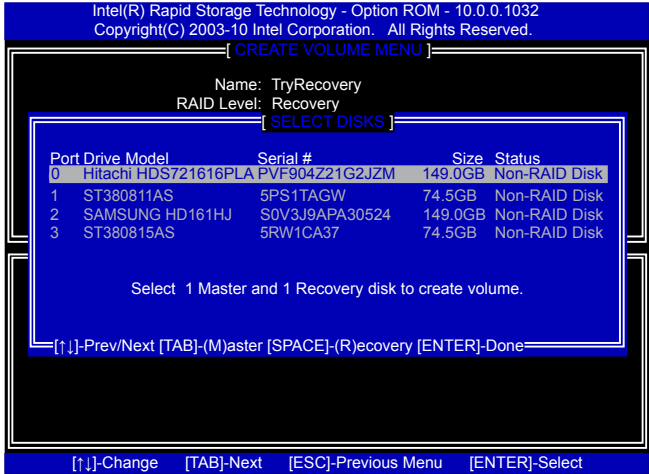 Intel(R) Rapid Storage Technology - Option ROM - 10.0.0.1032
Copyright(C) 2003-10 Intel Corporation. All Rights Reserved.
[ CREATE VOLUME MENU ]
Name: TryRecovery
RAID Level: Recovery
[ SELECT DISKS ]
Port Drive Model Serial # Size Status
0 Hitachi HDS721616PLA PVF904Z21G2JZM 149.0GB Non-RAID Disk
1 ST380811AS 5PS1TAGW 74.5GB Non-RAID Disk
2 SAMSUNG HD161HJ S0V3J9APA30524 149.0GB Non-RAID Disk
3 ST380815AS 5RW1CA37 74.5GB Non-RAID Disk
Select 1 Master and 1 Recovery disk to create volume.
[↑↓]-Prev/Next [TAB]-(M)aster [SPACE]-(R)ecovery [ENTER]-Done
[↑↓]-Change [TAB]-Next [ESC]-Previous Menu [ENTER]-Select